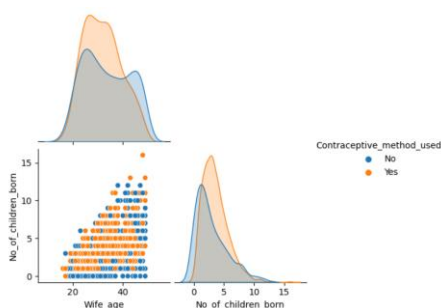 Contraceptive_method_used
No
Yes
No_of_children_born
15
10
5
0
20
40
Wife_age
0
5
10
15
No_of_children_born